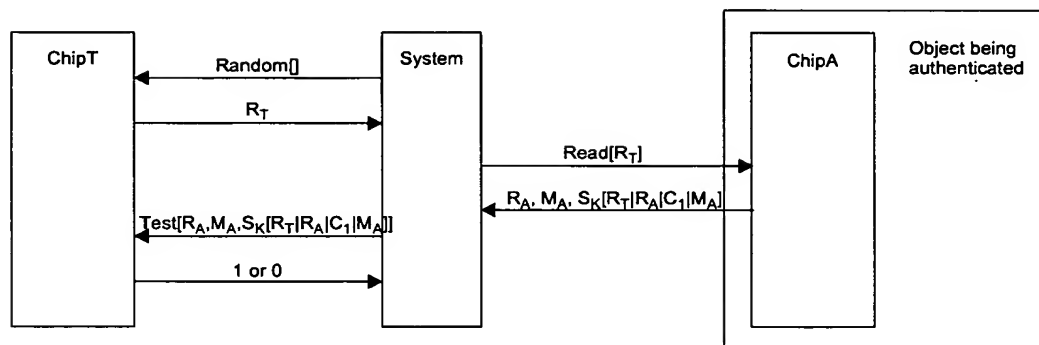 ChipT
System
ChipA
Object being
authenticated
Random[]
R_T
Read[R_T]
R_A, M_A, S_K[R_T|R_A|C_1|M_A]
Test[R_A,M_A,S_K[R_T|R_A|C_1|M_A]]
1 or 0